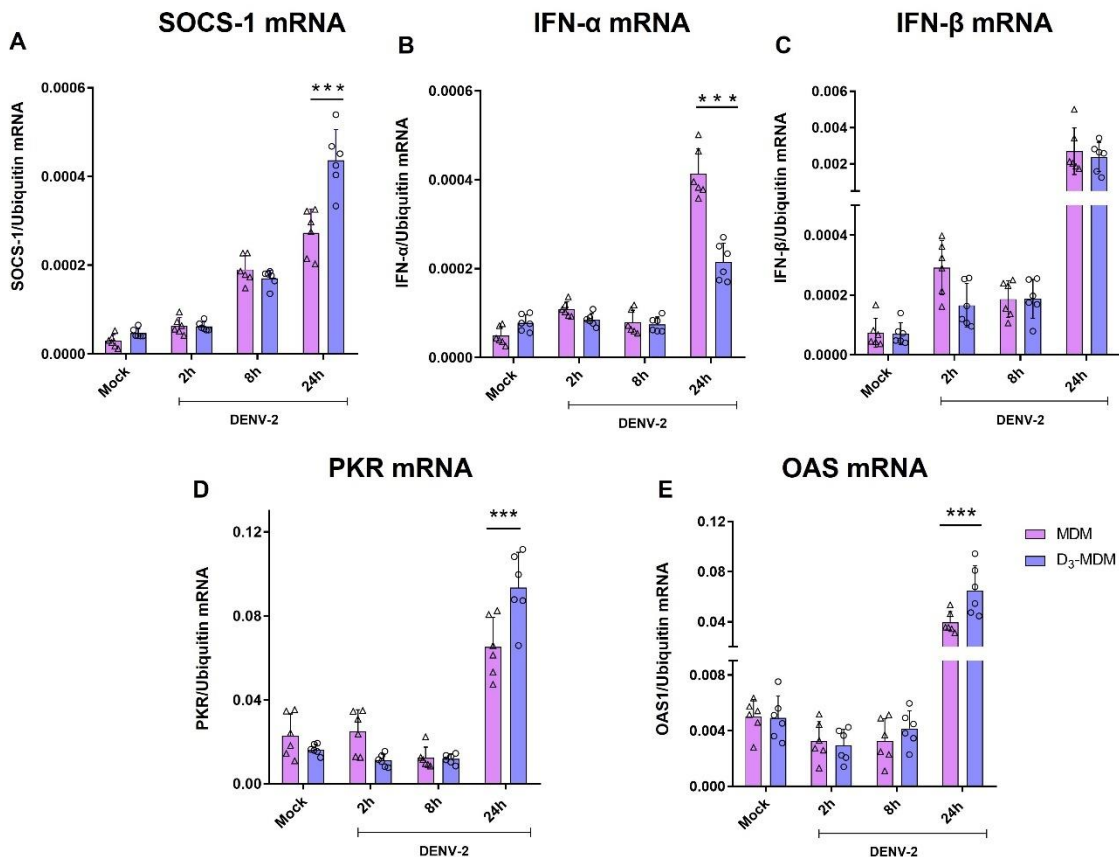 SOCS-1 mRNA
IFN-α mRNA
IFN-β mRNA
A
B
C
SOCS-1/Ubiquitin mRNA
0.0006
0.0004
0.0002
0.0000
* * *
Mock
2h
8h
24h
DENV-2
IFN-α/Ubiquitin mRNA
0.0006
0.0004
0.0002
0.0000
* * *
Mock
2h
8h
24h
DENV-2
IFN-β/Ubiquitin mRNA
0.006
0.004
0.002
0.0004
0.0002
0.0000
Mock
2h
8h
24h
DENV-2
PKR mRNA
OAS mRNA
D
E
PKR/Ubiquitin mRNA
0.12
0.08
0.04
0.00
***
Mock
2h
8h
24h
DENV-2
OAS1/Ubiquitin mRNA
0.12
0.08
0.04
0.008
0.004
0.000
***
Mock
2h
8h
24h
DENV-2
MDM
D₃-MDM